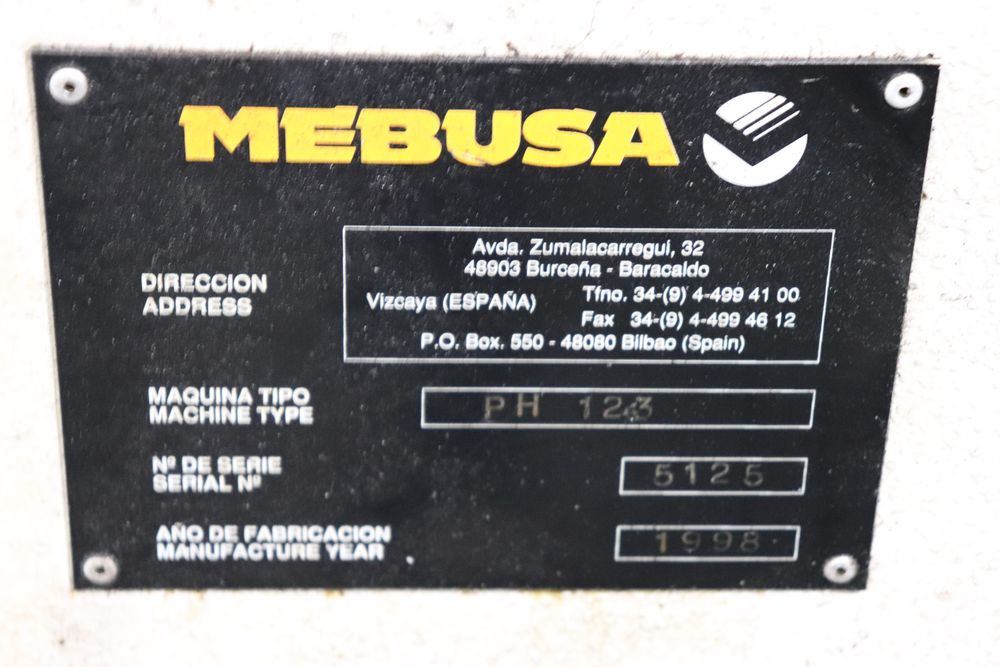 MEBUSA
DIRECCION
ADDRESS
Avda. Zumalacarregui, 32
48903 Burceña - Baracaldo
Vizcaya (ESPAÑA)
Tfno. 34-(9) 4-499 41 00
Fax 34-(9) 4-499 46 12
P.O. Box. 550 - 48080 Bilbao (Spain)
MAQUINA TIPO
MACHINE TYPE
PH 123
Nº DE SERIE
SERIAL Nº
5125
AÑO DE FABRICACION
MANUFACTURE YEAR
1998